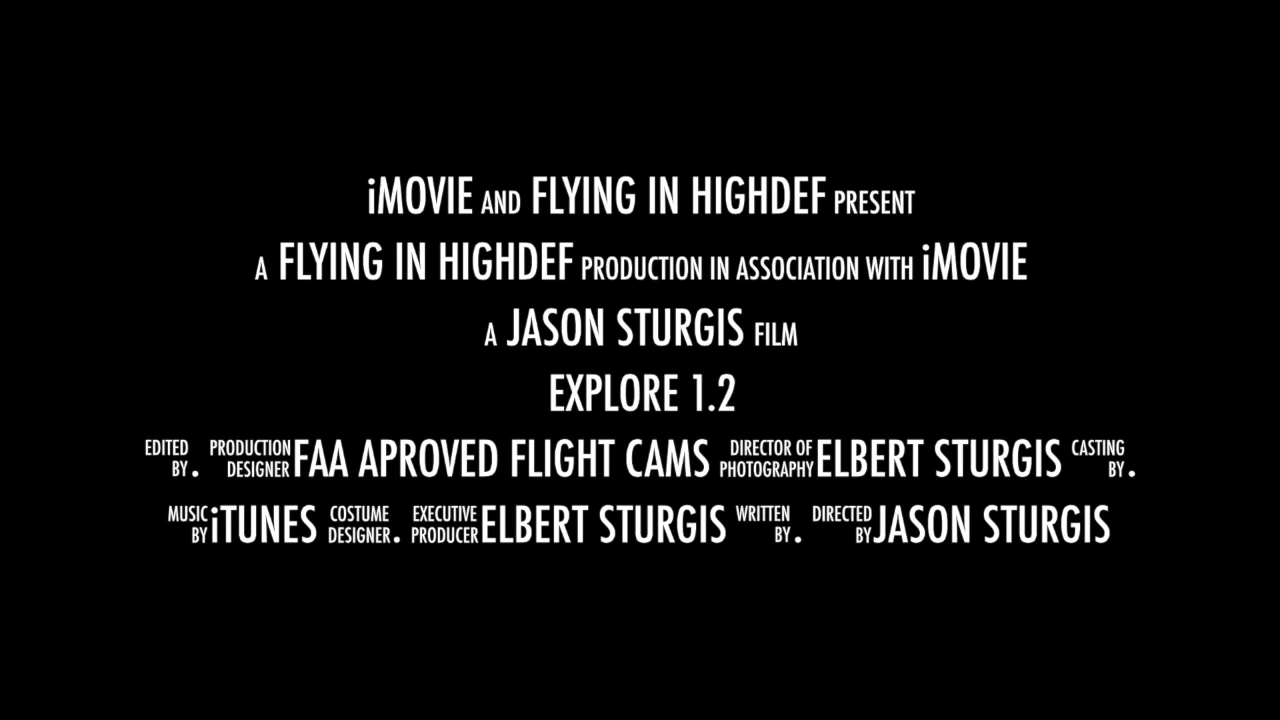 iMOVIE AND FLYING IN HIGHDEF PRESENT
A FLYING IN HIGHDEF PRODUCTION IN ASSOCIATION WITH iMOVIE
A JASON STURGIS FILM
EXPLORE 1.2
EDITED BY. PRODUCTION DESIGNER FAA APROVED FLIGHT CAMS DIRECTOR OF PHOTOGRAPHY ELBERT STURGIS CASTING BY.
MUSIC BY iTUNES COSTUME DESIGNER. EXECUTIVE PRODUCER ELBERT STURGIS WRITTEN BY. DIRECTED BY JASON STURGIS